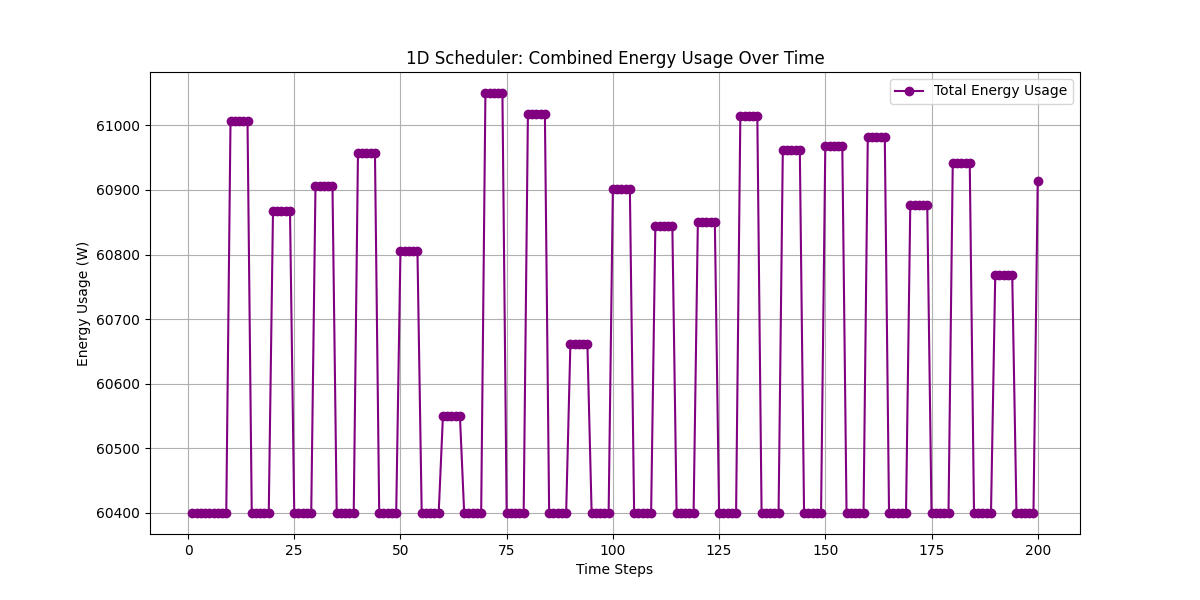 1D Scheduler: Combined Energy Usage Over Time
Total Energy Usage
Energy Usage (W)
61000
60900
60800
60700
60600
60500
60400
0 25 50 75 100 125 150 175 200
Time Steps